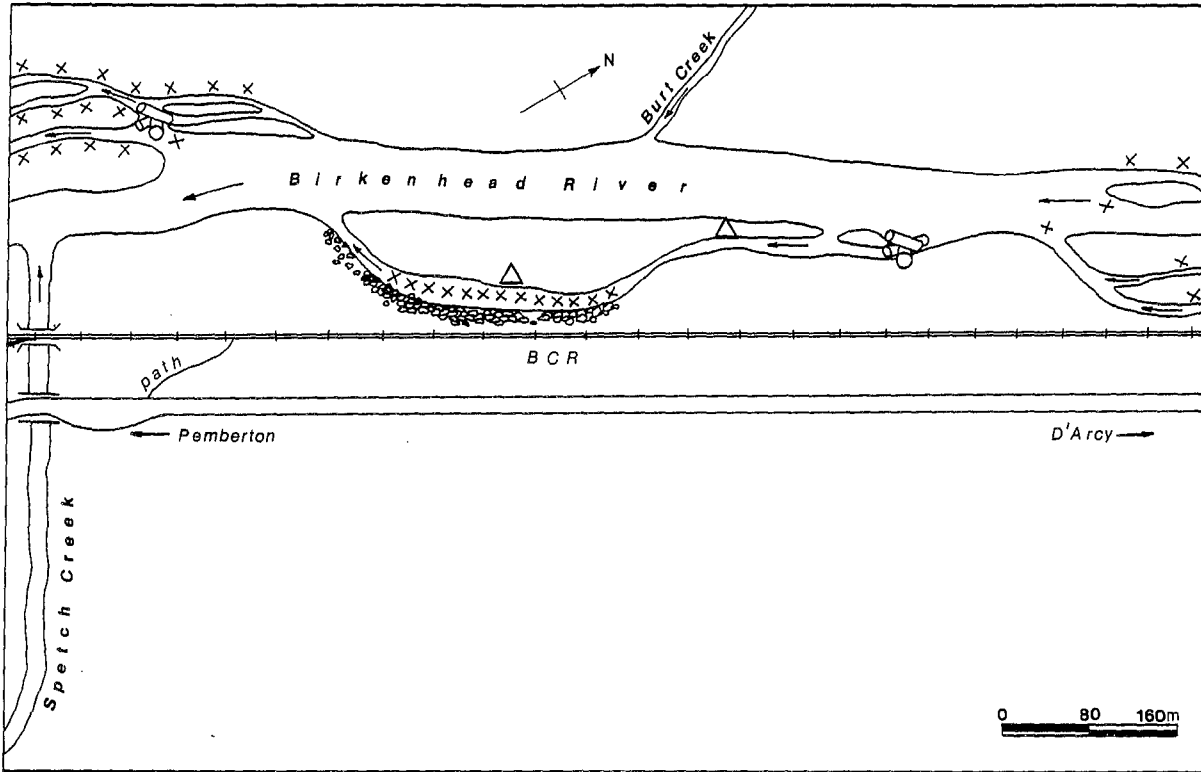 N
Burt Creek
Birkenhead River
BCR
path
Pemberton
D'Arcy
Spetch Creek
0 80 160m